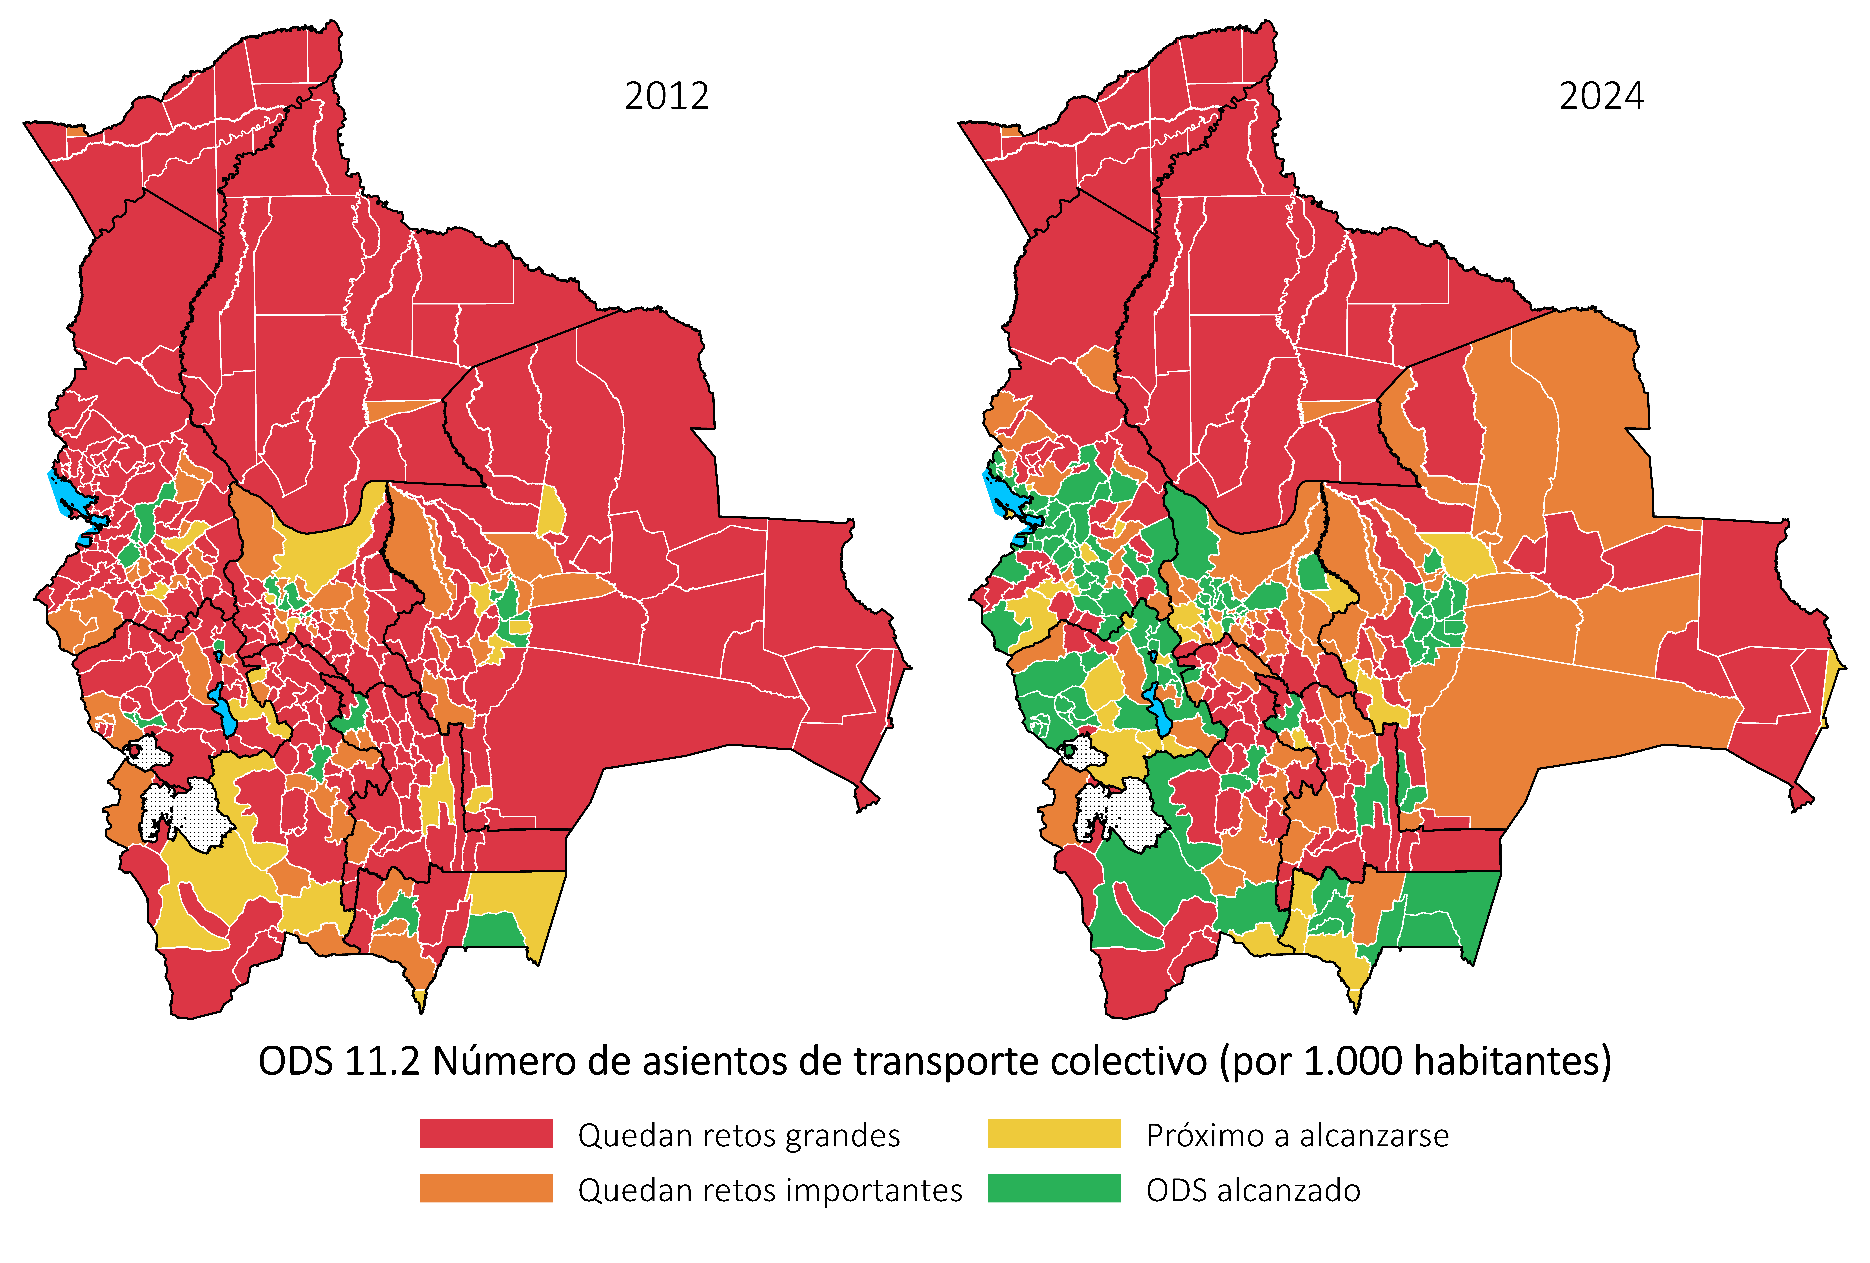 2012
2024
ODS 11.2 Número de asientos de transporte colectivo (por 1.000 habitantes)
Quedan retos grandes
Próximo a alcanzarse
Quedan retos importantes
ODS alcanzado